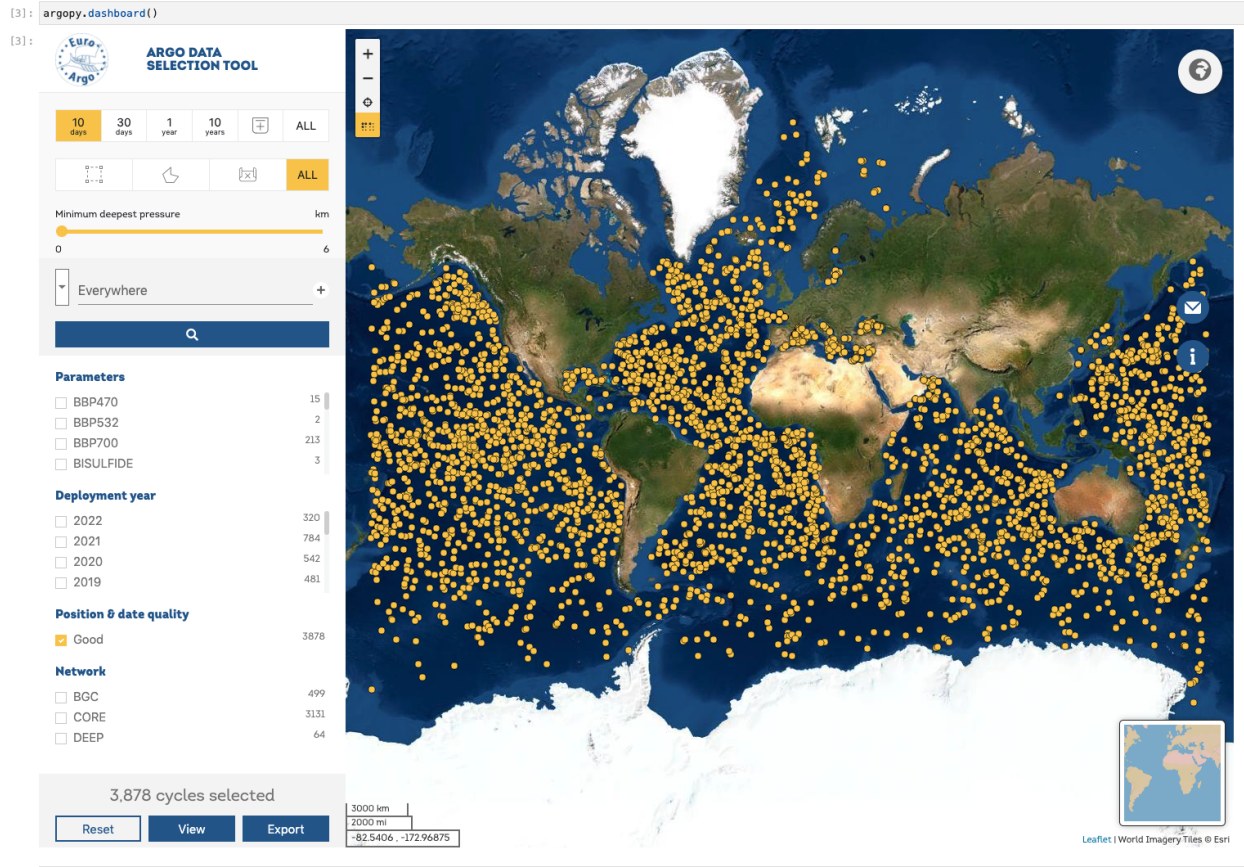 [3]: argopy.dashboard()
[3]:
Euro
Argo
ARGO DATA
SELECTION TOOL
10 days
30 days
1 year
10 years
ALL
ALL
Minimum deepest pressure km
0 6
Everywhere +
Parameters
BBP470 15
BBP532 2
BBP700 213
BISULFIDE 3
Deployment year
2022 320
2021 784
2020 542
2019 481
Position & date quality
Good 3878
Network
BGC 499
CORE 3131
DEEP 64
3,878 cycles selected
Reset View Export
+
−
i
3000 km
2000 mi
-82.5406 , -172.96875
Leaflet | World Imagery Tiles © Esri